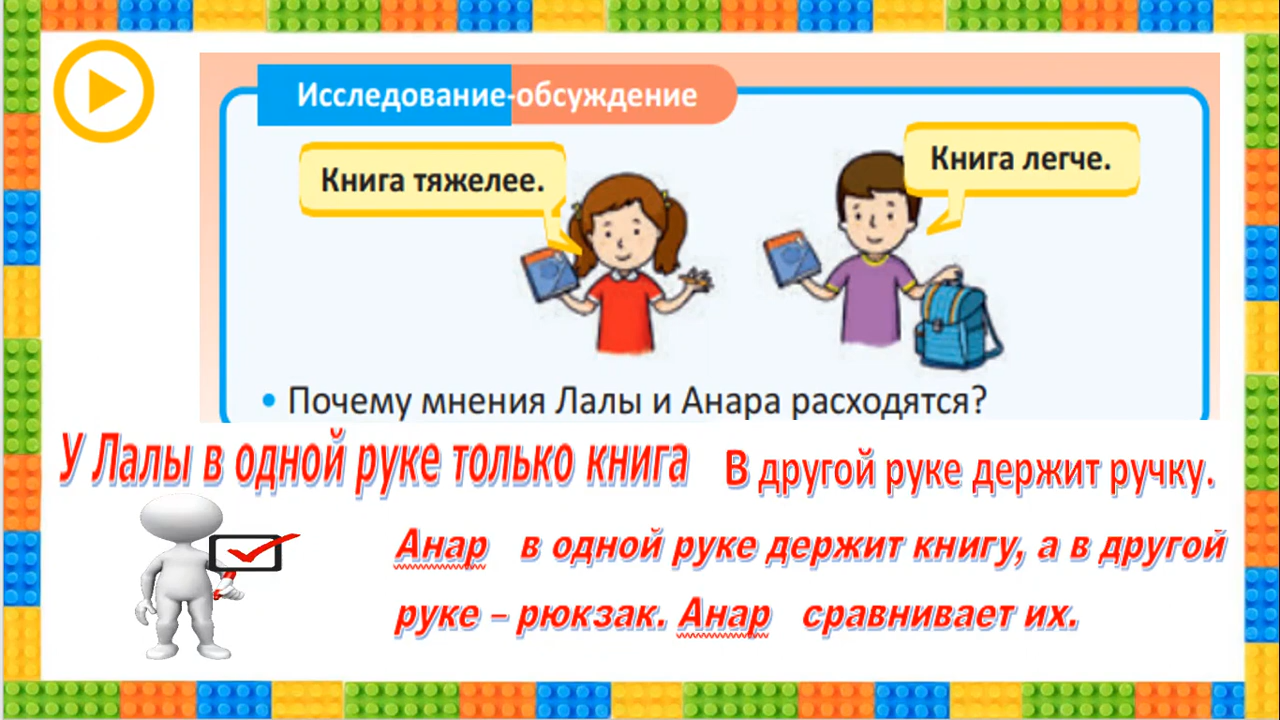 Исследование-обсуждение
Книга тяжелее.
Книга легче.
• Почему мнения Лалы и Анара расходятся?
У Лалы в одной руке только книга В другой руке держит ручку.
Анар в одной руке держит книгу, а в другой
руке – рюкзак. Анар сравнивает их.